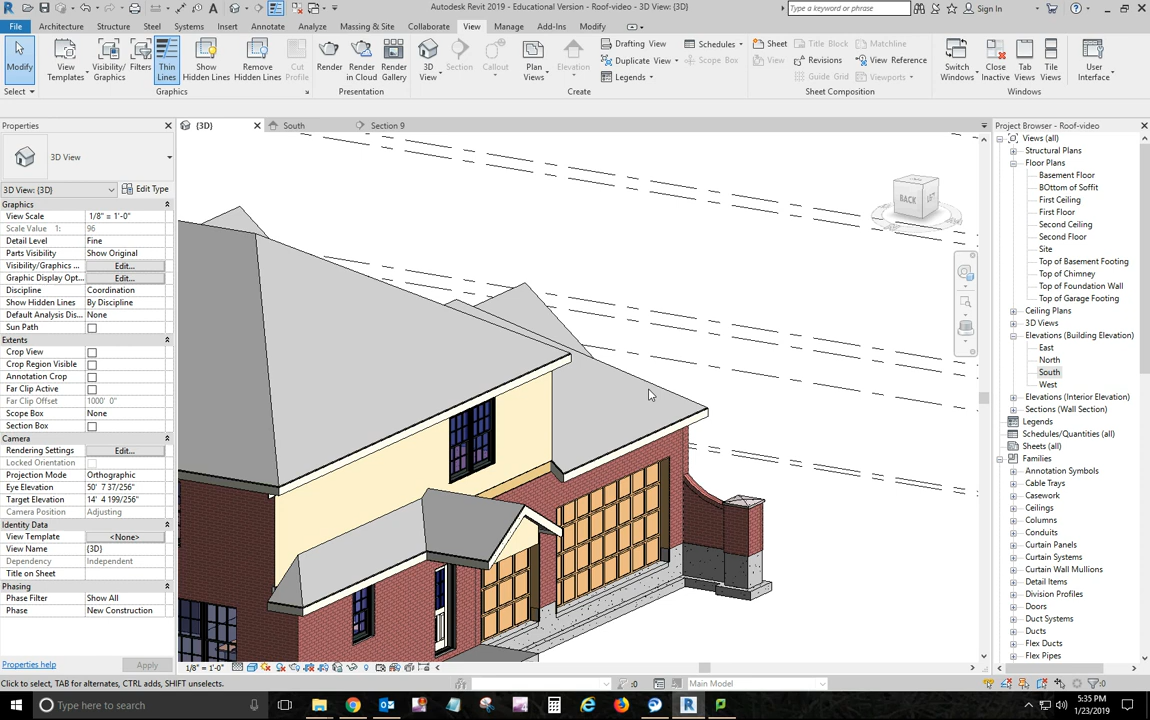 Autodesk Revit 2019 - Educational Version - Roof-video - 3D View: {3D}
Type a keyword or phrase
Sign In
File Architecture Structure Steel Systems Insert Annotate Analyze Massing & Site Collaborate View Manage Add-Ins Modify
Modify
View Templates
Visibility/ Graphics
Filters
Thin Lines
Show Hidden Lines
Remove Hidden Lines
Cut Profile
Render
Render in Cloud
Render Gallery
3D View
Section
Callout
Plan Views
Elevation
Drafting View
Duplicate View
Legends
Schedules
Scope Box
Sheet
View
Title Block
Revisions
Guide Grid
Matchline
View Reference
Viewports
Switch Windows
Close Inactive
Tab Views
Tile Views
User Interface
Select
Graphics
Presentation
Create
Sheet Composition
Windows
Properties
3D View
3D View: {3D}
Edit Type
Graphics
View Scale 1/8" = 1'-0"
Scale Value 1: 96
Detail Level Fine
Parts Visibility Show Original
Visibility/Graphics ... Edit...
Graphic Display Opt... Edit...
Discipline Coordination
Show Hidden Lines By Discipline
Default Analysis Dis... None
Sun Path
Extents
Crop View
Crop Region Visible
Annotation Crop
Far Clip Active
Far Clip Offset 1000' 0"
Scope Box None
Section Box
Camera
Rendering Settings Edit...
Locked Orientation
Projection Mode Orthographic
Eye Elevation 50' 7 37/256"
Target Elevation 14' 4 199/256"
Camera Position Adjusting
Identity Data
View Template <None>
View Name {3D}
Dependency Independent
Title on Sheet
Phasing
Phase Filter Show All
Phase New Construction
Properties help
Apply
{3D}
South
Section 9
BACK
LEFT
Project Browser - Roof-video
Views (all)
Structural Plans
Floor Plans
Basement Floor
BOttom of Soffit
First Ceiling
First Floor
Second Ceiling
Second Floor
Site
Top of Basement Footing
Top of Chimney
Top of Foundation Wall
Top of Garage Footing
Ceiling Plans
3D Views
Elevations (Building Elevation)
East
North
South
West
Elevations (Interior Elevation)
Sections (Wall Section)
Legends
Schedules/Quantities (all)
Sheets (all)
Families
Annotation Symbols
Cable Trays
Casework
Ceilings
Columns
Conduits
Curtain Panels
Curtain Systems
Curtain Wall Mullions
Detail Items
Division Profiles
Doors
Duct Systems
Ducts
Flex Ducts
Flex Pipes
1/8" = 1'-0"
Click to select, TAB for alternates, CTRL adds, SHIFT unselects.
:0
Main Model
:0
Type here to search
5:35 PM
1/23/2019